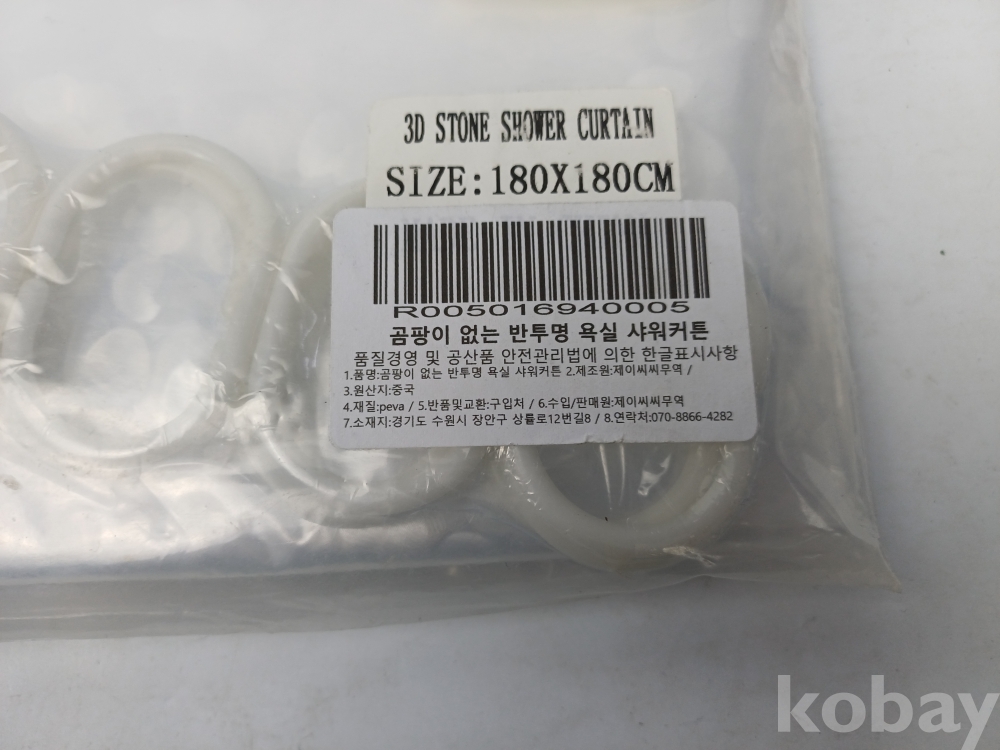 3D STONE SHOWER CURTAIN
SIZE:180X180CM
R005016940005
곰팡이 없는 반투명 욕실 샤워커튼
품질경영 및 공산품 안전관리법에 의한 한글표시사항
1.품명:곰팡이 없는 반투명 욕실 샤워커튼 2.제조원:제이씨씨무역 /
3.원산지:중국
4.재질:peva / 5.반품및교환:구입처 / 6.수입/판매원:제이씨씨무역
7.소재지:경기도 수원시 장안구 상률로12번길8 / 8.연락처:070-8866-4282
kobay